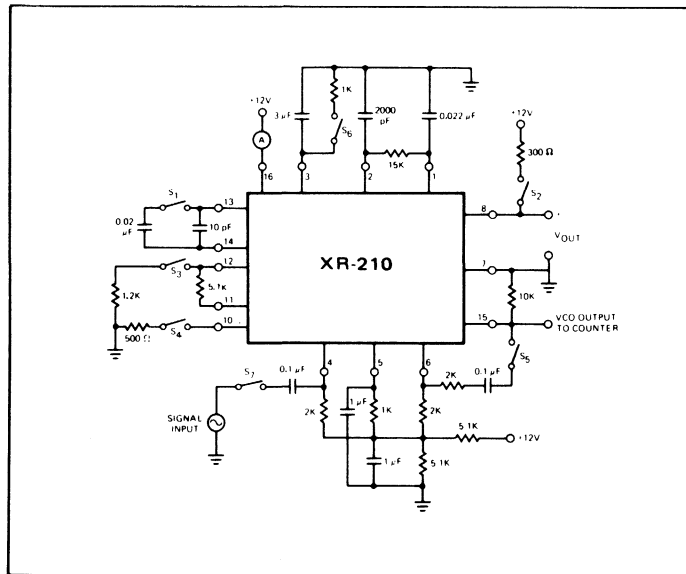 1K
+12V
3 µF
2000 pF
0.022 µF
+12V
A
S6
300 Ω
15K
16
3
2
1
S2
S1
13
8
0.02 µF
10 pF
14
VOUT
XR-210
S3
12
7
1.2K
5.1K
11
10K
500 Ω
S4
10
15
VCO OUTPUT TO COUNTER
S5
4
5
6
S7
0.1 µF
2K
0.1 µF
SIGNAL INPUT
2K
1 µF
1K
2K
5.1K
+12V
1 µF
5.1K